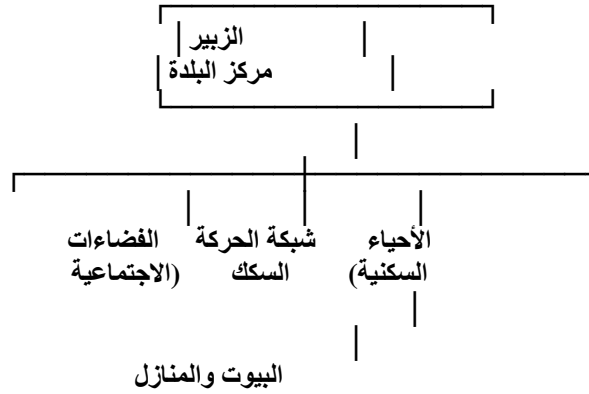 الزبير
مركز البلدة
الأحياء شبكة الحركة الفضاءات
السكنية) السكك (الاجتماعية
البيوت والمنازل